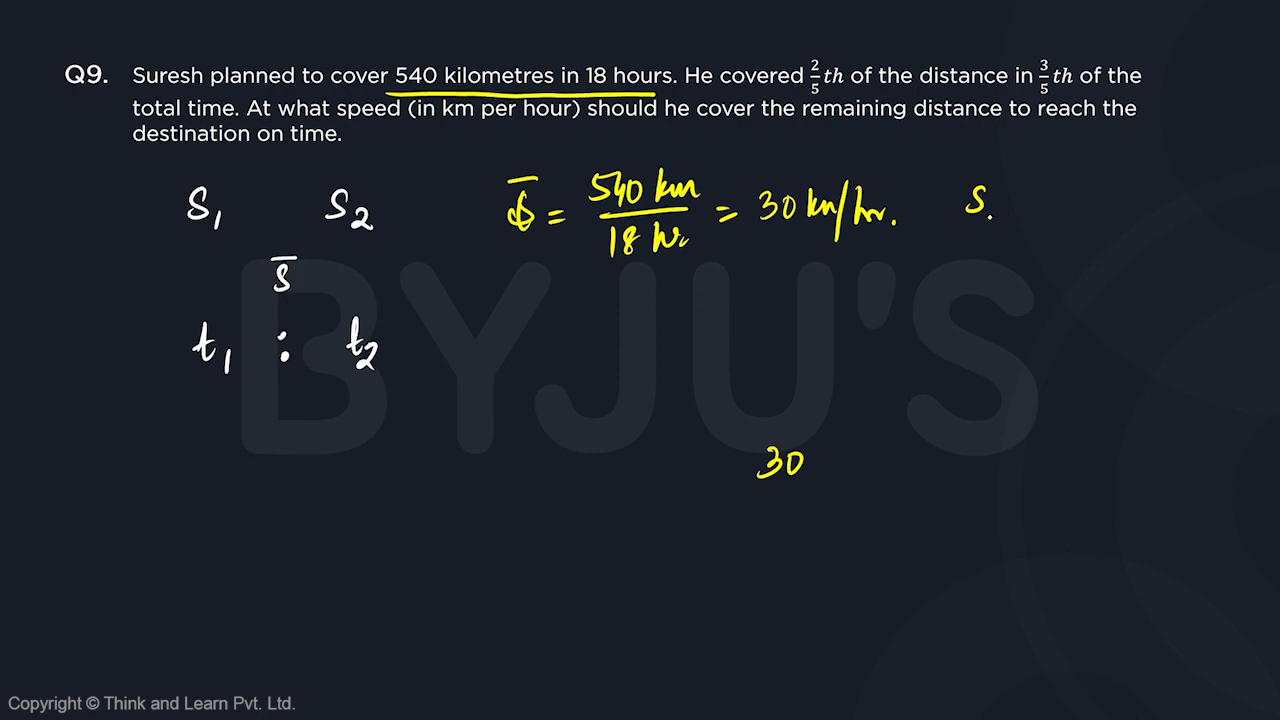 Q9. Suresh planned to cover 540 kilometres in 18 hours. He covered 2/5 th of the distance in 3/5 th of the
total time. At what speed (in km per hour) should he cover the remaining distance to reach the
destination on time.
S₁ S₂ S̄ = 540 km / 18 hr = 30 km/hr. S.
S̄
t₁ : t₂
BYJU'S
30
Copyright © Think and Learn Pvt. Ltd.